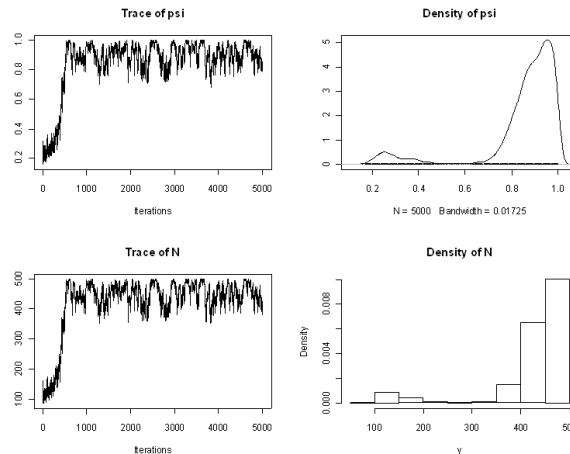 Trace of psi
1.0
0.8
0.6
0.4
0.2
0 1000 2000 3000 4000 5000
Iterations
Density of psi
5
4
3
2
1
0
0.2 0.4 0.6 0.8 1.0
N = 5000 Bandwidth = 0.01725
Trace of N
500
400
300
200
100
0 1000 2000 3000 4000 5000
Iterations
Density of N
Density
0.008
0.004
0.000
100 200 300 400 500
y